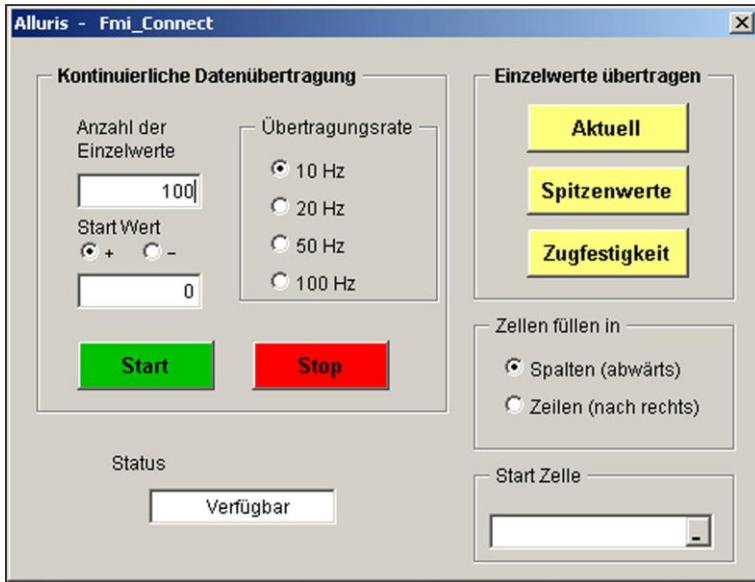 Alluris - Fmi_Connect
Kontinuierliche Datenübertragung
Anzahl der
Einzelwerte
100
Start Wert
+ -
0
Übertragungsrate
10 Hz
20 Hz
50 Hz
100 Hz
Start
Stop
Status
Verfügbar
Einzelwerte übertragen
Aktuell
Spitzenwerte
Zugfestigkeit
Zellen füllen in
Spalten (abwärts)
Zeilen (nach rechts)
Start Zelle